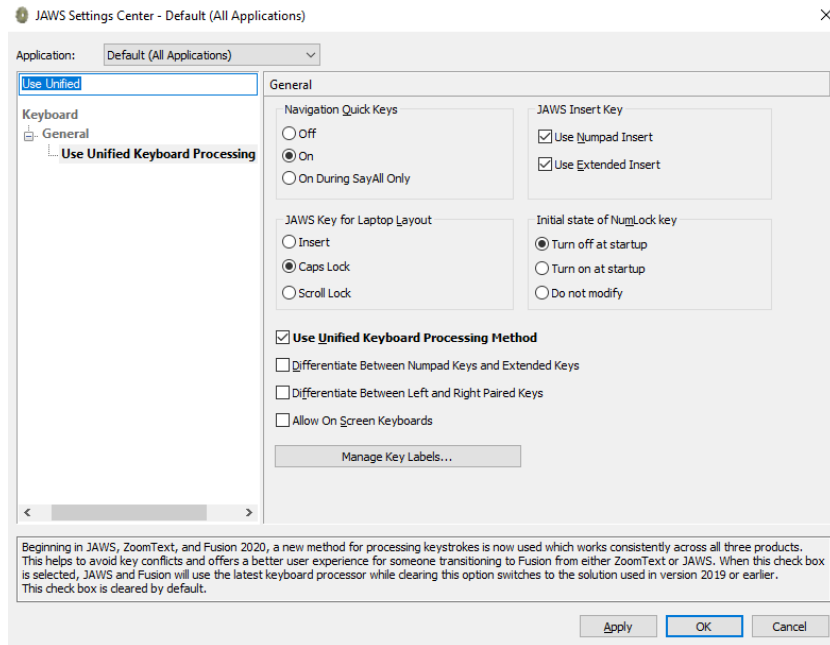 JAWS Settings Center - Default (All Applications)
Application: Default (All Applications)
Use Unified
Keyboard
General
Use Unified Keyboard Processing
General
Navigation Quick Keys
Off
On
On During SayAll Only
JAWS Insert Key
Use Numpad Insert
Use Extended Insert
JAWS Key for Laptop Layout
Insert
Caps Lock
Scroll Lock
Initial state of NumLock key
Turn off at startup
Turn on at startup
Do not modify
Use Unified Keyboard Processing Method
Differentiate Between Numpad Keys and Extended Keys
Differentiate Between Left and Right Paired Keys
Allow On Screen Keyboards
Manage Key Labels...
Beginning in JAWS, ZoomText, and Fusion 2020, a new method for processing keystrokes is now used which works consistently across all three products.
This helps to avoid key conflicts and offers a better user experience for someone transitioning to Fusion from either ZoomText or JAWS. When this check box
is selected, JAWS and Fusion will use the latest keyboard processor while clearing this option switches to the solution used in version 2019 or earlier.
This check box is cleared by default.
Apply OK Cancel